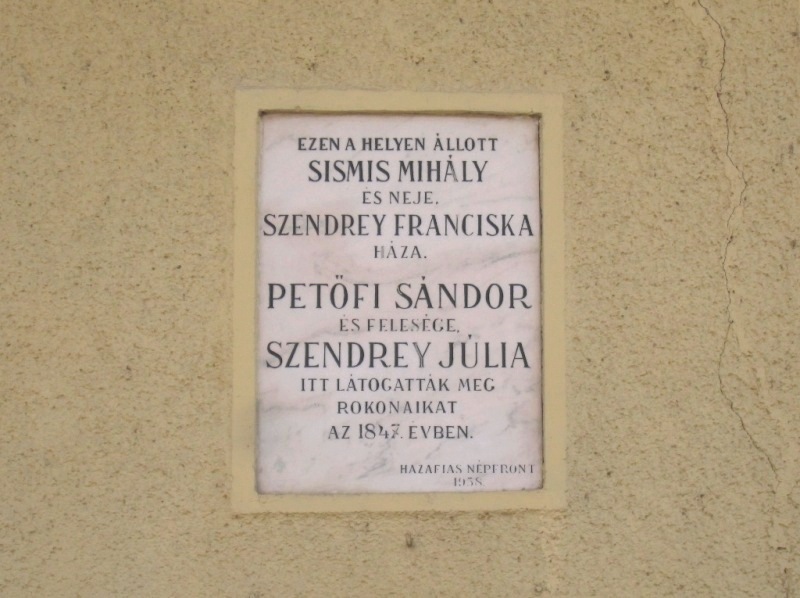 EZEN A HELYEN ÁLLOTT
SISMIS MIHÁLY
ÉS NEJE,
SZENDREY FRANCISKA
HÁZA.
PETŐFI SÁNDOR
ÉS FELESÉGE,
SZENDREY JÚLIA
ITT LÁTOGATTÁK MEG
ROKONAIKAT
AZ 1847. ÉVBEN.
HAZAFIAS NÉPFRONT
1958.